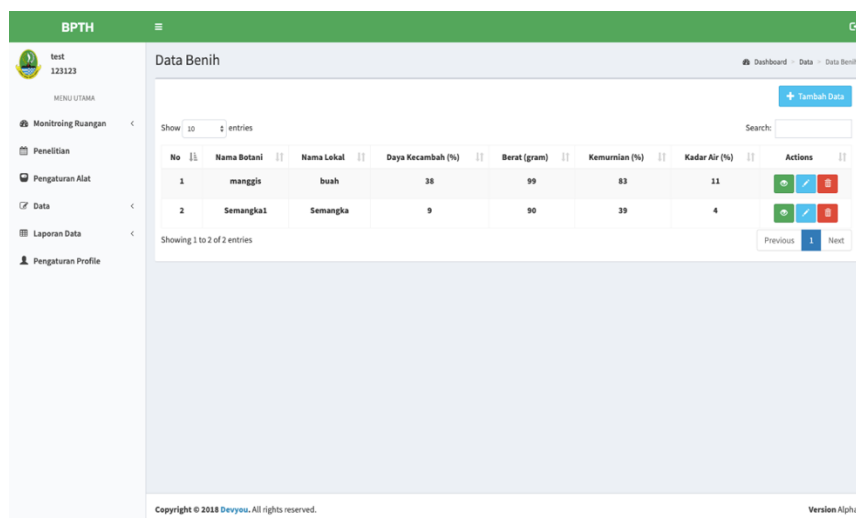 BPTH
test
123123
MENU UTAMA
Monitroing Ruangan
Penelitian
Pengaturan Alat
Data
Laporan Data
Pengaturan Profile
Data Benih
Dashboard > Data > Data Benih
Tambah Data
Show 10 entries
Search:
No Nama Botani Nama Lokal Daya Kecambah (%) Berat (gram) Kemurnian (%) Kadar Air (%) Actions
1 manggis buah 38 99 83 11
2 Semangka1 Semangka 9 90 39 4
Showing 1 to 2 of 2 entries
Previous 1 Next
Copyright © 2018 Devyou. All rights reserved.
Version Alpha